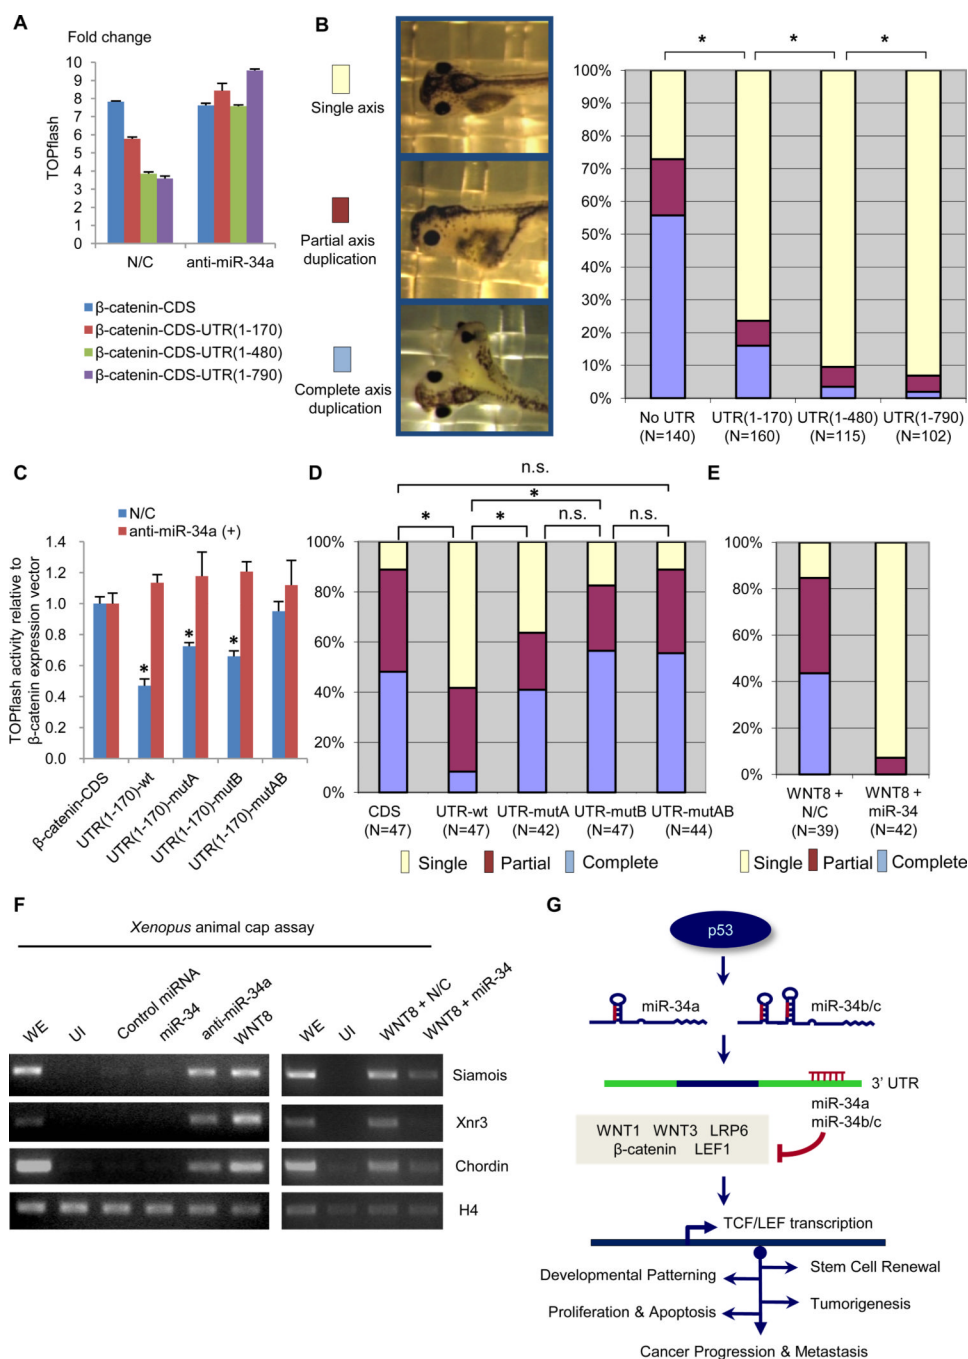 A
Fold change
TOPflash
10
9
8
7
6
5
4
3
2
1
0
N/C anti-miR-34a
β-catenin-CDS
β-catenin-CDS-UTR(1-170)
β-catenin-CDS-UTR(1-480)
β-catenin-CDS-UTR(1-790)
B
Single axis
Partial axis
duplication
Complete axis
duplication
* * *
100%
90%
80%
70%
60%
50%
40%
30%
20%
10%
0%
No UTR UTR(1-170) UTR(1-480) UTR(1-790)
(N=140) (N=160) (N=115) (N=102)
C
N/C
anti-miR-34a (+)
TOPflash activity relative to
β-catenin expression vector
1.4
1.2
1.0
0.8
0.6
0.4
0.2
0.0
* * *
β-catenin-CDS
UTR(1-170)-wt
UTR(1-170)-mutA
UTR(1-170)-mutB
UTR(1-170)-mutAB
D
n.s.
*
* * n.s. n.s.
100%
80%
60%
40%
20%
0%
CDS UTR-wt UTR-mutA UTR-mutB UTR-mutAB
(N=47) (N=47) (N=42) (N=47) (N=44)
Single Partial Complete
E
100%
80%
60%
40%
20%
0%
WNT8 + WNT8 +
N/C miR-34
(N=39) (N=42)
Single Partial Complete
F
Xenopus animal cap assay
WE
UI
Control miRNA
miR-34
anti-miR-34a
WNT8
WE
UI
WNT8 + N/C
WNT8 + miR-34
Siamois
Xnr3
Chordin
H4
G
p53
miR-34a
miR-34b/c
3' UTR
miR-34a
miR-34b/c
WNT1 WNT3 LRP6
β-catenin LEF1
TCF/LEF transcription
Stem Cell Renewal
Developmental Patterning
Tumorigenesis
Proliferation & Apoptosis
Cancer Progression & Metastasis